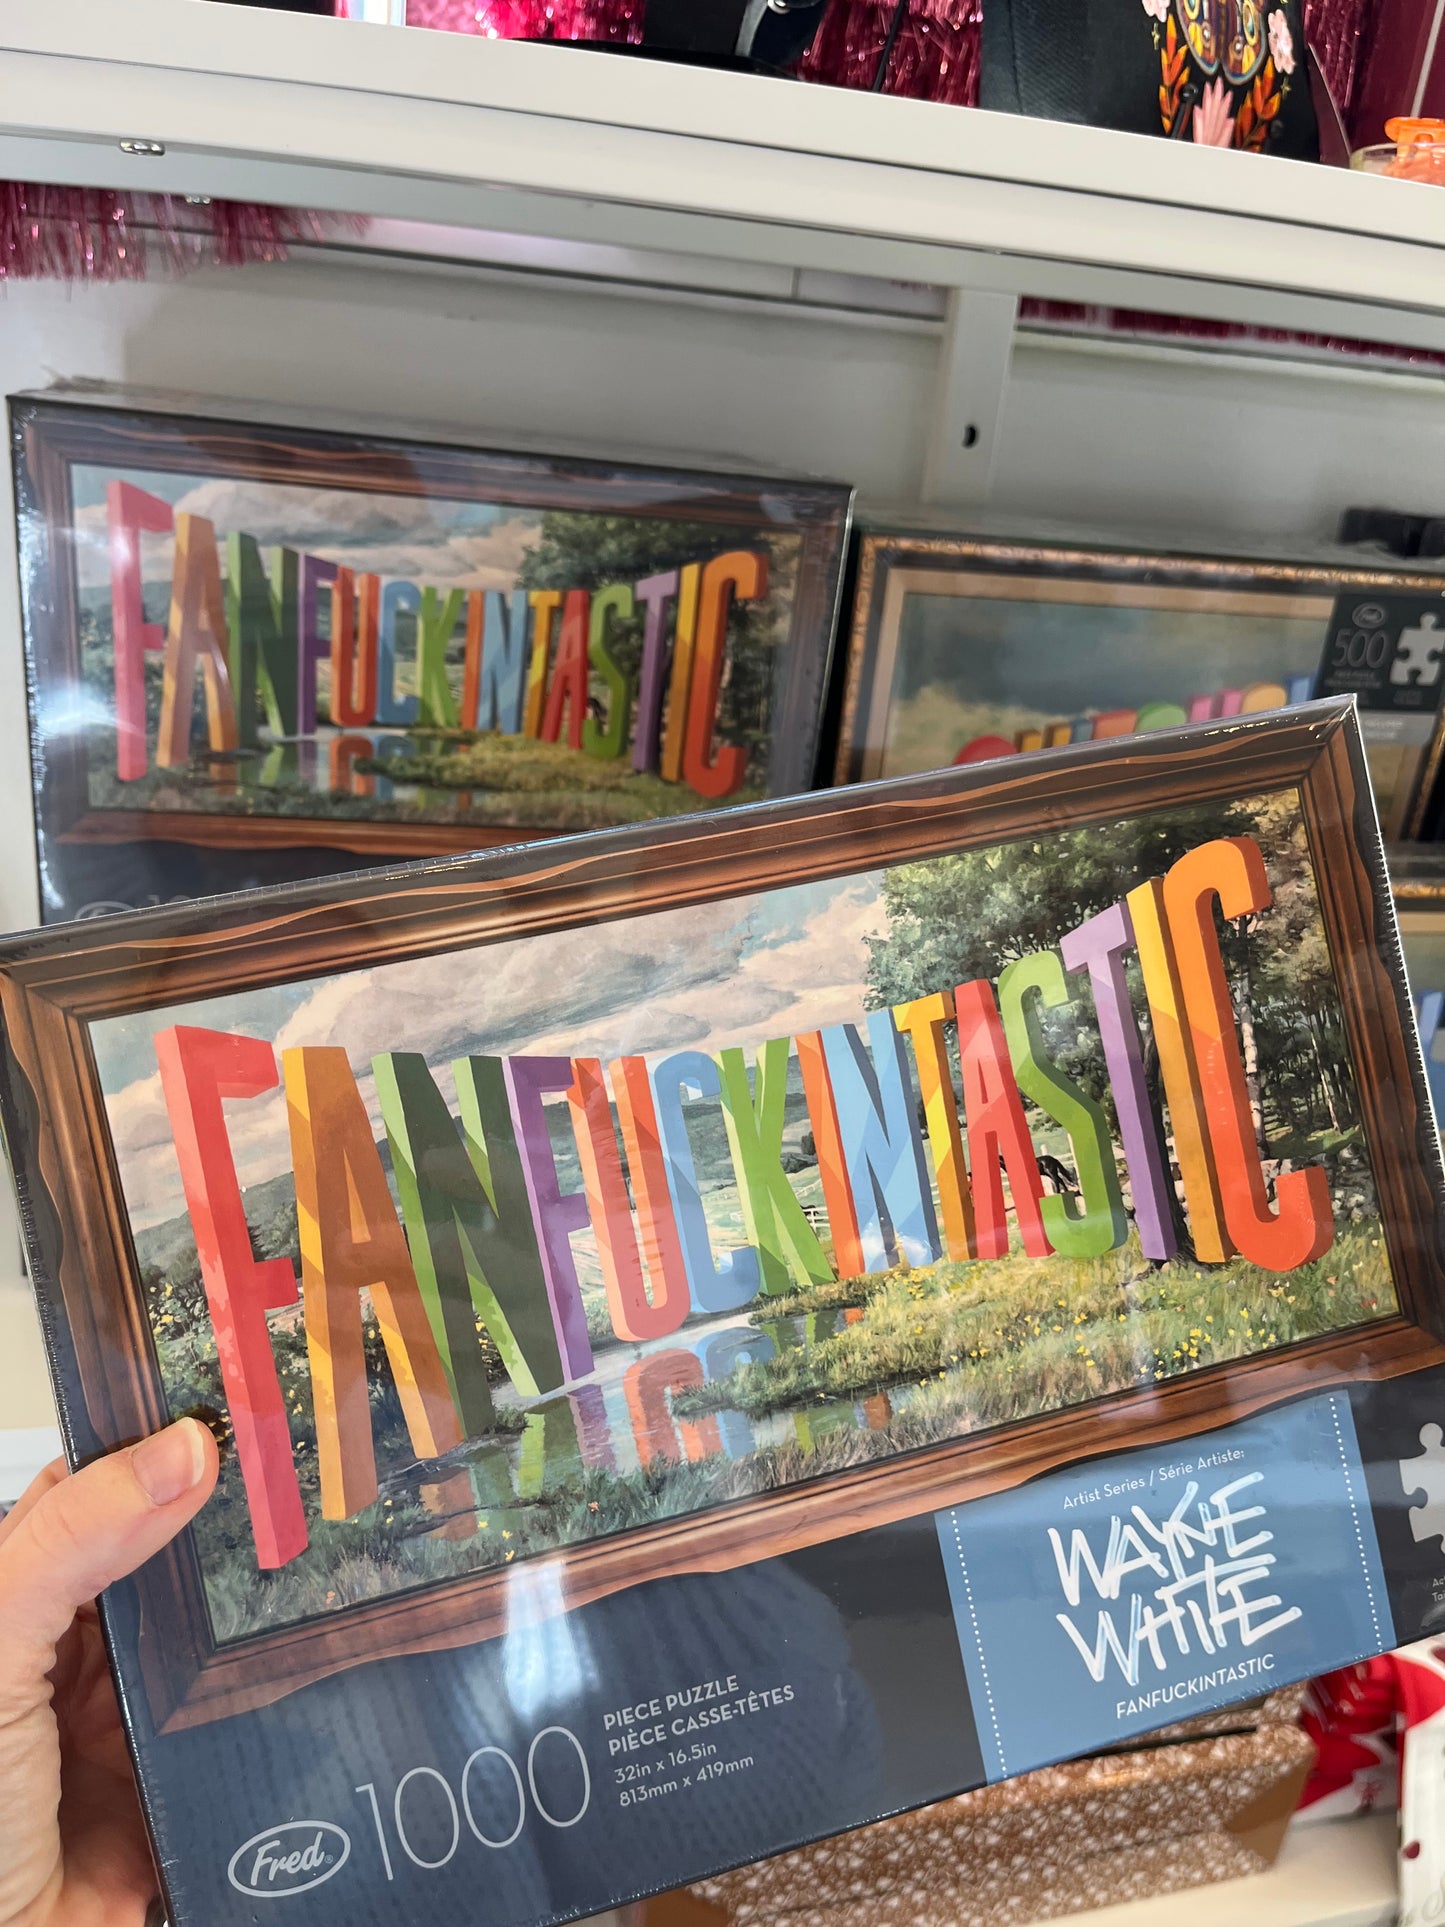 FANFUCKINTASTIC
500
FANFUCKINTASTIC
Artist Series / Série Artiste:
WAYNE
WHITE
FANFUCKINTASTIC
Fred
1000
PIECE PUZZLE
PIÈCE CASSE-TÊTES
32in x 16.5in
813mm x 419mm